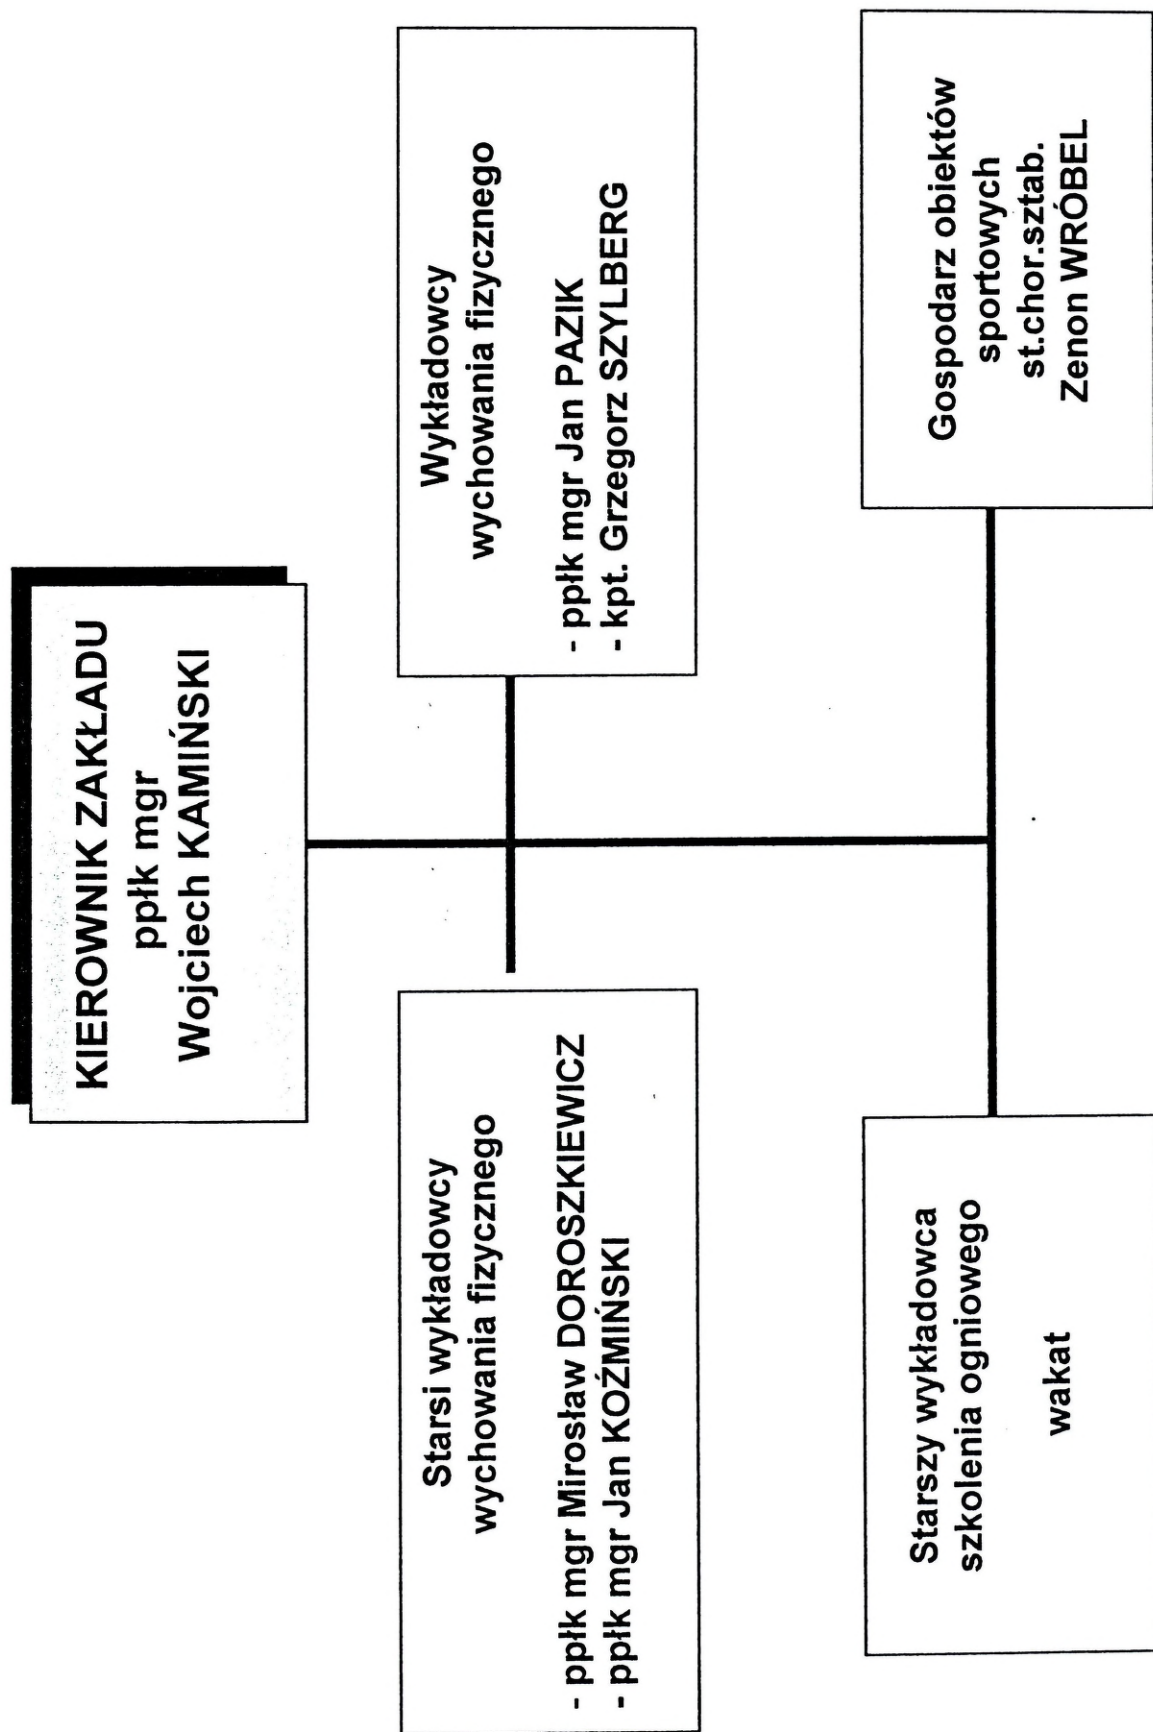 KIEROWNIK ZAKŁADU
ppłk mgr
Wojciech KAMIŃSKI
Starsi wykładowcy
wychowania fizycznego
- ppłk mgr Mirosław DOROSZKIEWICZ
- ppłk mgr Jan KOŹMIŃSKI
Wykładowcy
wychowania fizycznego
- ppłk mgr Jan PAZIK
- kpt. Grzegorz SZYLBERG
Starszy wykładowca
szkolenia ogniowego
wakat
Gospodarz obiektów
sportowych
st.chor.sztab.
Zenon WRÓBEL